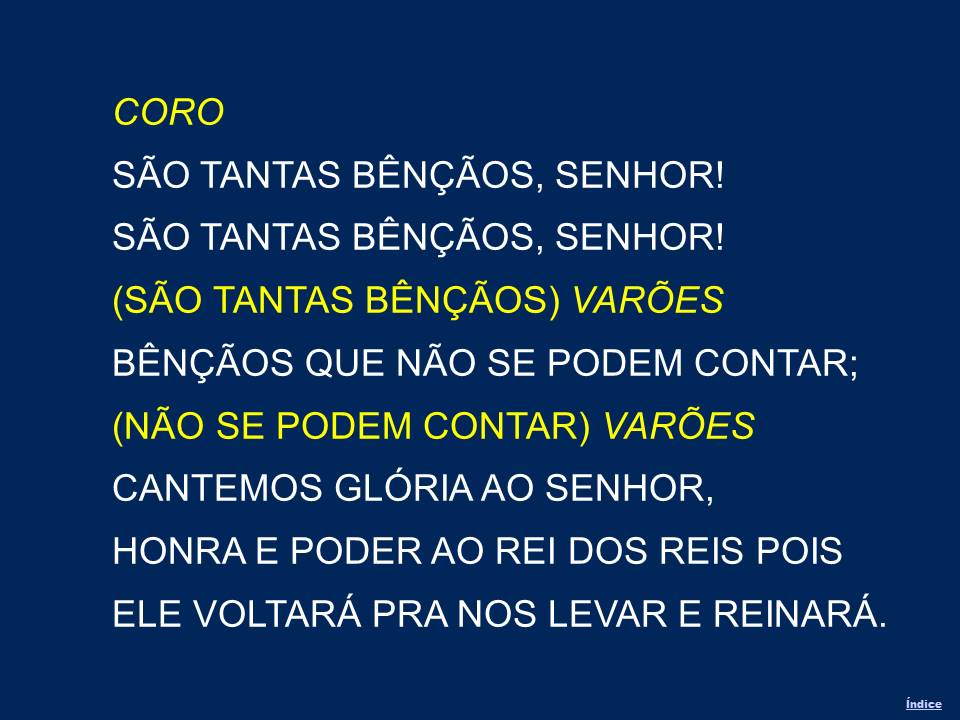 CORO
SÃO TANTAS BÊNÇÃOS, SENHOR!
SÃO TANTAS BÊNÇÃOS, SENHOR!
(SÃO TANTAS BÊNÇÃOS) VARÕES
BÊNÇÃOS QUE NÃO SE PODEM CONTAR;
(NÃO SE PODEM CONTAR) VARÕES
CANTEMOS GLÓRIA AO SENHOR,
HONRA E PODER AO REI DOS REIS POIS
ELE VOLTARÁ PRA NOS LEVAR E REINARÁ.
Índice